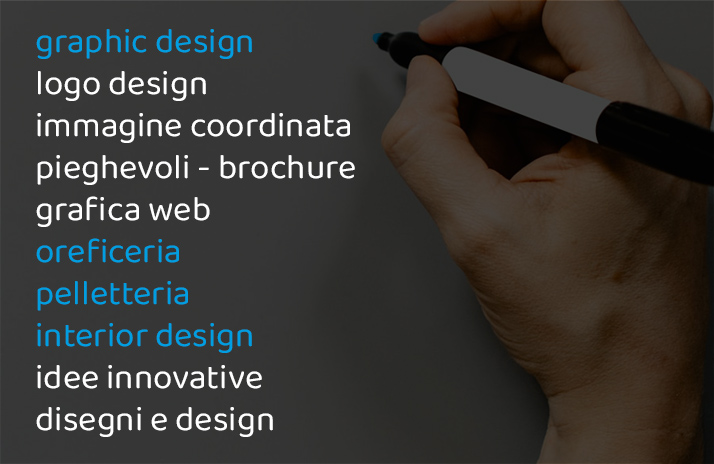 graphic design
logo design
immagine coordinata
pieghevoli - brochure
grafica web
oreficeria
pelletteria
interior design
idee innovative
disegni e design